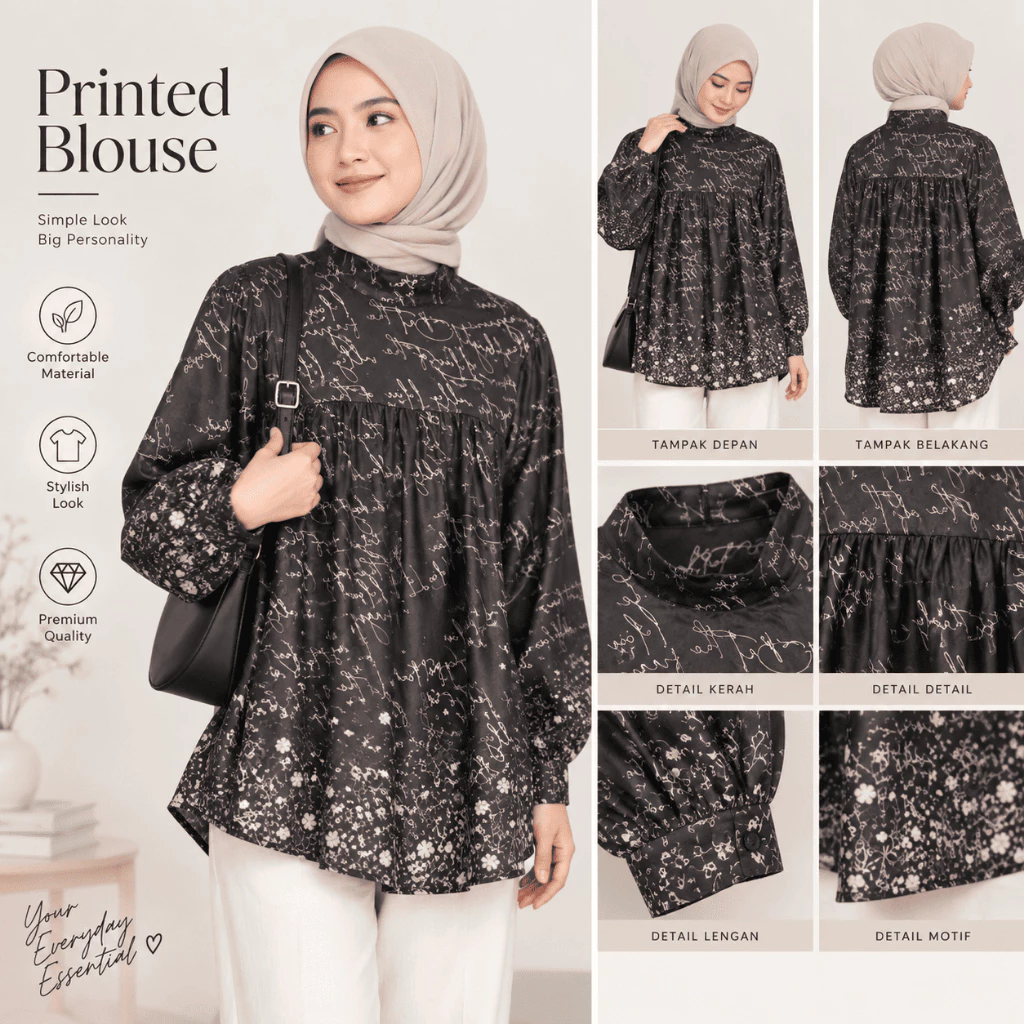 Printed
Blouse
Simple Look
Big Personality
Comfortable
Material
Stylish
Look
Premium
Quality
Your
Everyday
Essential ♡
TAMPAK DEPAN
TAMPAK BELAKANG
DETAIL KERAH
DETAIL DETAIL
DETAIL LENGAN
DETAIL MOTIF